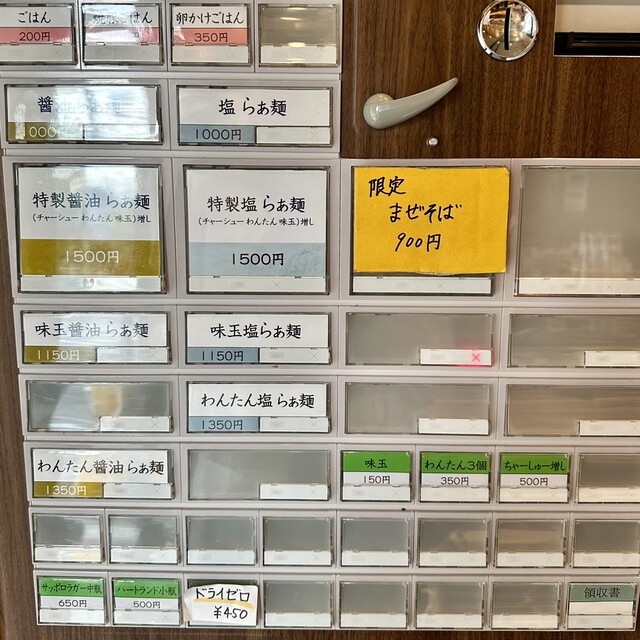 ごはん
200円
卵かけごはん
350円
醤油らぁ麺
000円
塩らぁ麺
1000円
特製醤油らぁ麺
(チャーシュー わんたん 味玉)増し
1500円
特製塩らぁ麺
(チャーシュー わんたん 味玉)増し
1500円
限定
まぜそば
900円
味玉醤油らぁ麺
1150円
味玉塩らぁ麺
1150円
わんたん塩らぁ麺
1350円
わんたん醤油らぁ麺
1350円
味玉
150円
わんたん3個
350円
ちゃーしゅー増し
500円
サッポロラガー中瓶
650円
ハートランド小瓶
500円
ドライゼロ
¥450
領収書